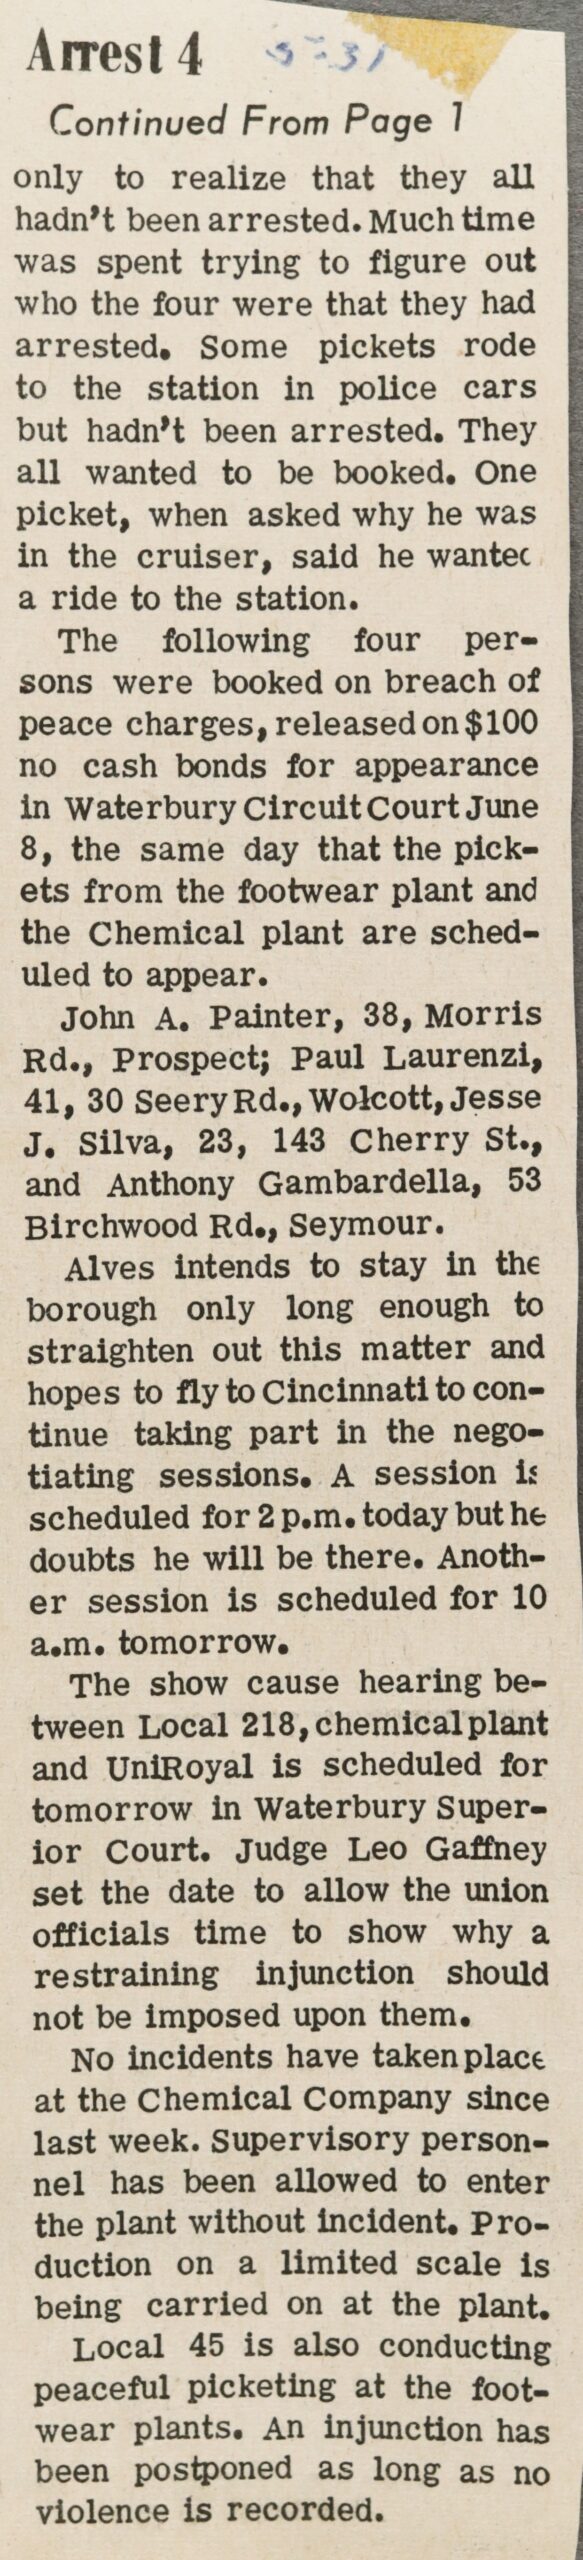 Arrest 4
5-31
Continued From Page 1
only to realize that they all
hadn't been arrested. Much time
was spent trying to figure out
who the four were that they had
arrested. Some pickets rode
to the station in police cars
but hadn't been arrested. They
all wanted to be booked. One
picket, when asked why he was
in the cruiser, said he wanted
a ride to the station.
The following four per-
sons were booked on breach of
peace charges, released on $100
no cash bonds for appearance
in Waterbury Circuit Court June
8, the same day that the pick-
ets from the footwear plant and
the Chemical plant are sched-
uled to appear.
John A. Painter, 38, Morris
Rd., Prospect; Paul Laurenzi,
41, 30 Seery Rd., Wolcott, Jesse
J. Silva, 23, 143 Cherry St.,
and Anthony Gambardella, 53
Birchwood Rd., Seymour.
Alves intends to stay in the
borough only long enough to
straighten out this matter and
hopes to fly to Cincinnati to con-
tinue taking part in the nego-
tiating sessions. A session is
scheduled for 2 p.m. today but he
doubts he will be there. Anoth-
er session is scheduled for 10
a.m. tomorrow.
The show cause hearing be-
tween Local 218, chemical plant
and UniRoyal is scheduled for
tomorrow in Waterbury Super-
ior Court. Judge Leo Gaffney
set the date to allow the union
officials time to show why a
restraining injunction should
not be imposed upon them.
No incidents have taken place
at the Chemical Company since
last week. Supervisory person-
nel has been allowed to enter
the plant without incident. Pro-
duction on a limited scale is
being carried on at the plant.
Local 45 is also conducting
peaceful picketing at the foot-
wear plants. An injunction has
been postponed as long as no
violence is recorded.